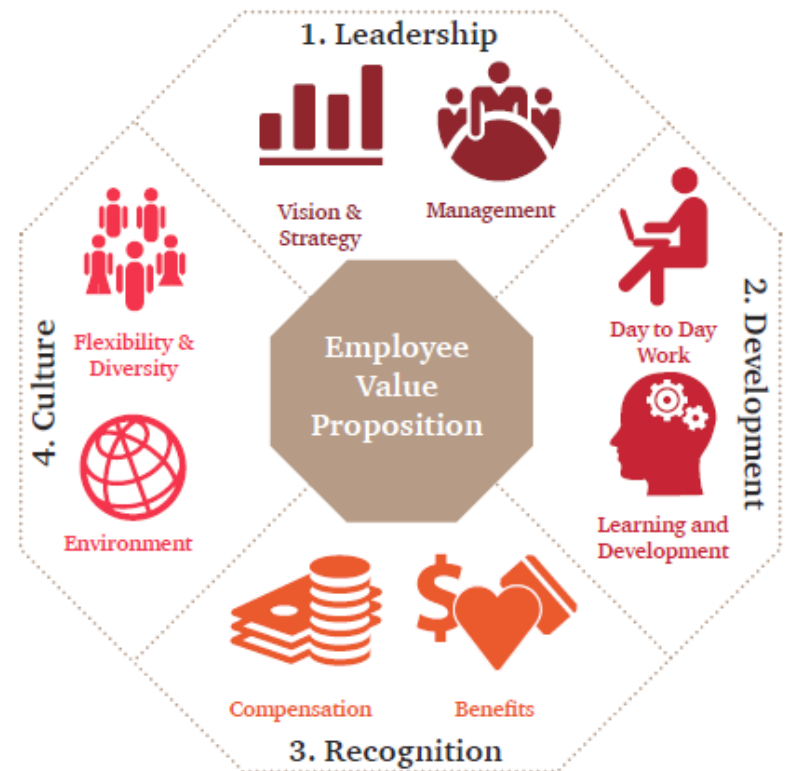 1. Leadership
Vision &
Strategy
Management
2. Development
Day to Day
Work
Learning and
Development
3. Recognition
Compensation
Benefits
4. Culture
Flexibility &
Diversity
Environment
Employee
Value
Proposition